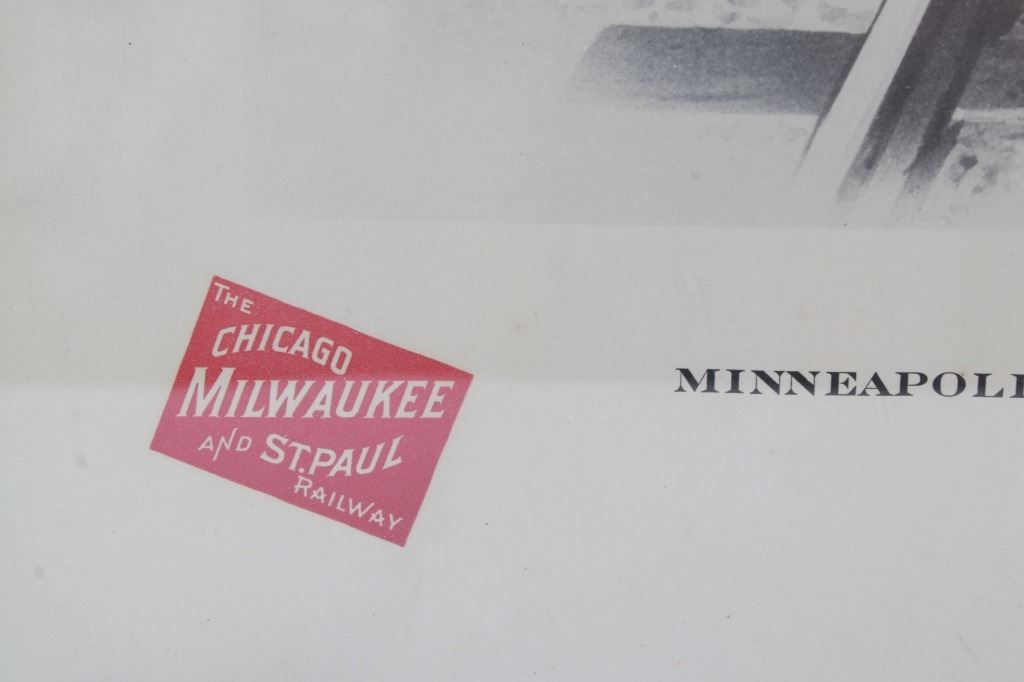 THE
CHICAGO
MILWAUKEE
AND ST. PAUL
RAILWAY
MINNEAPOLI